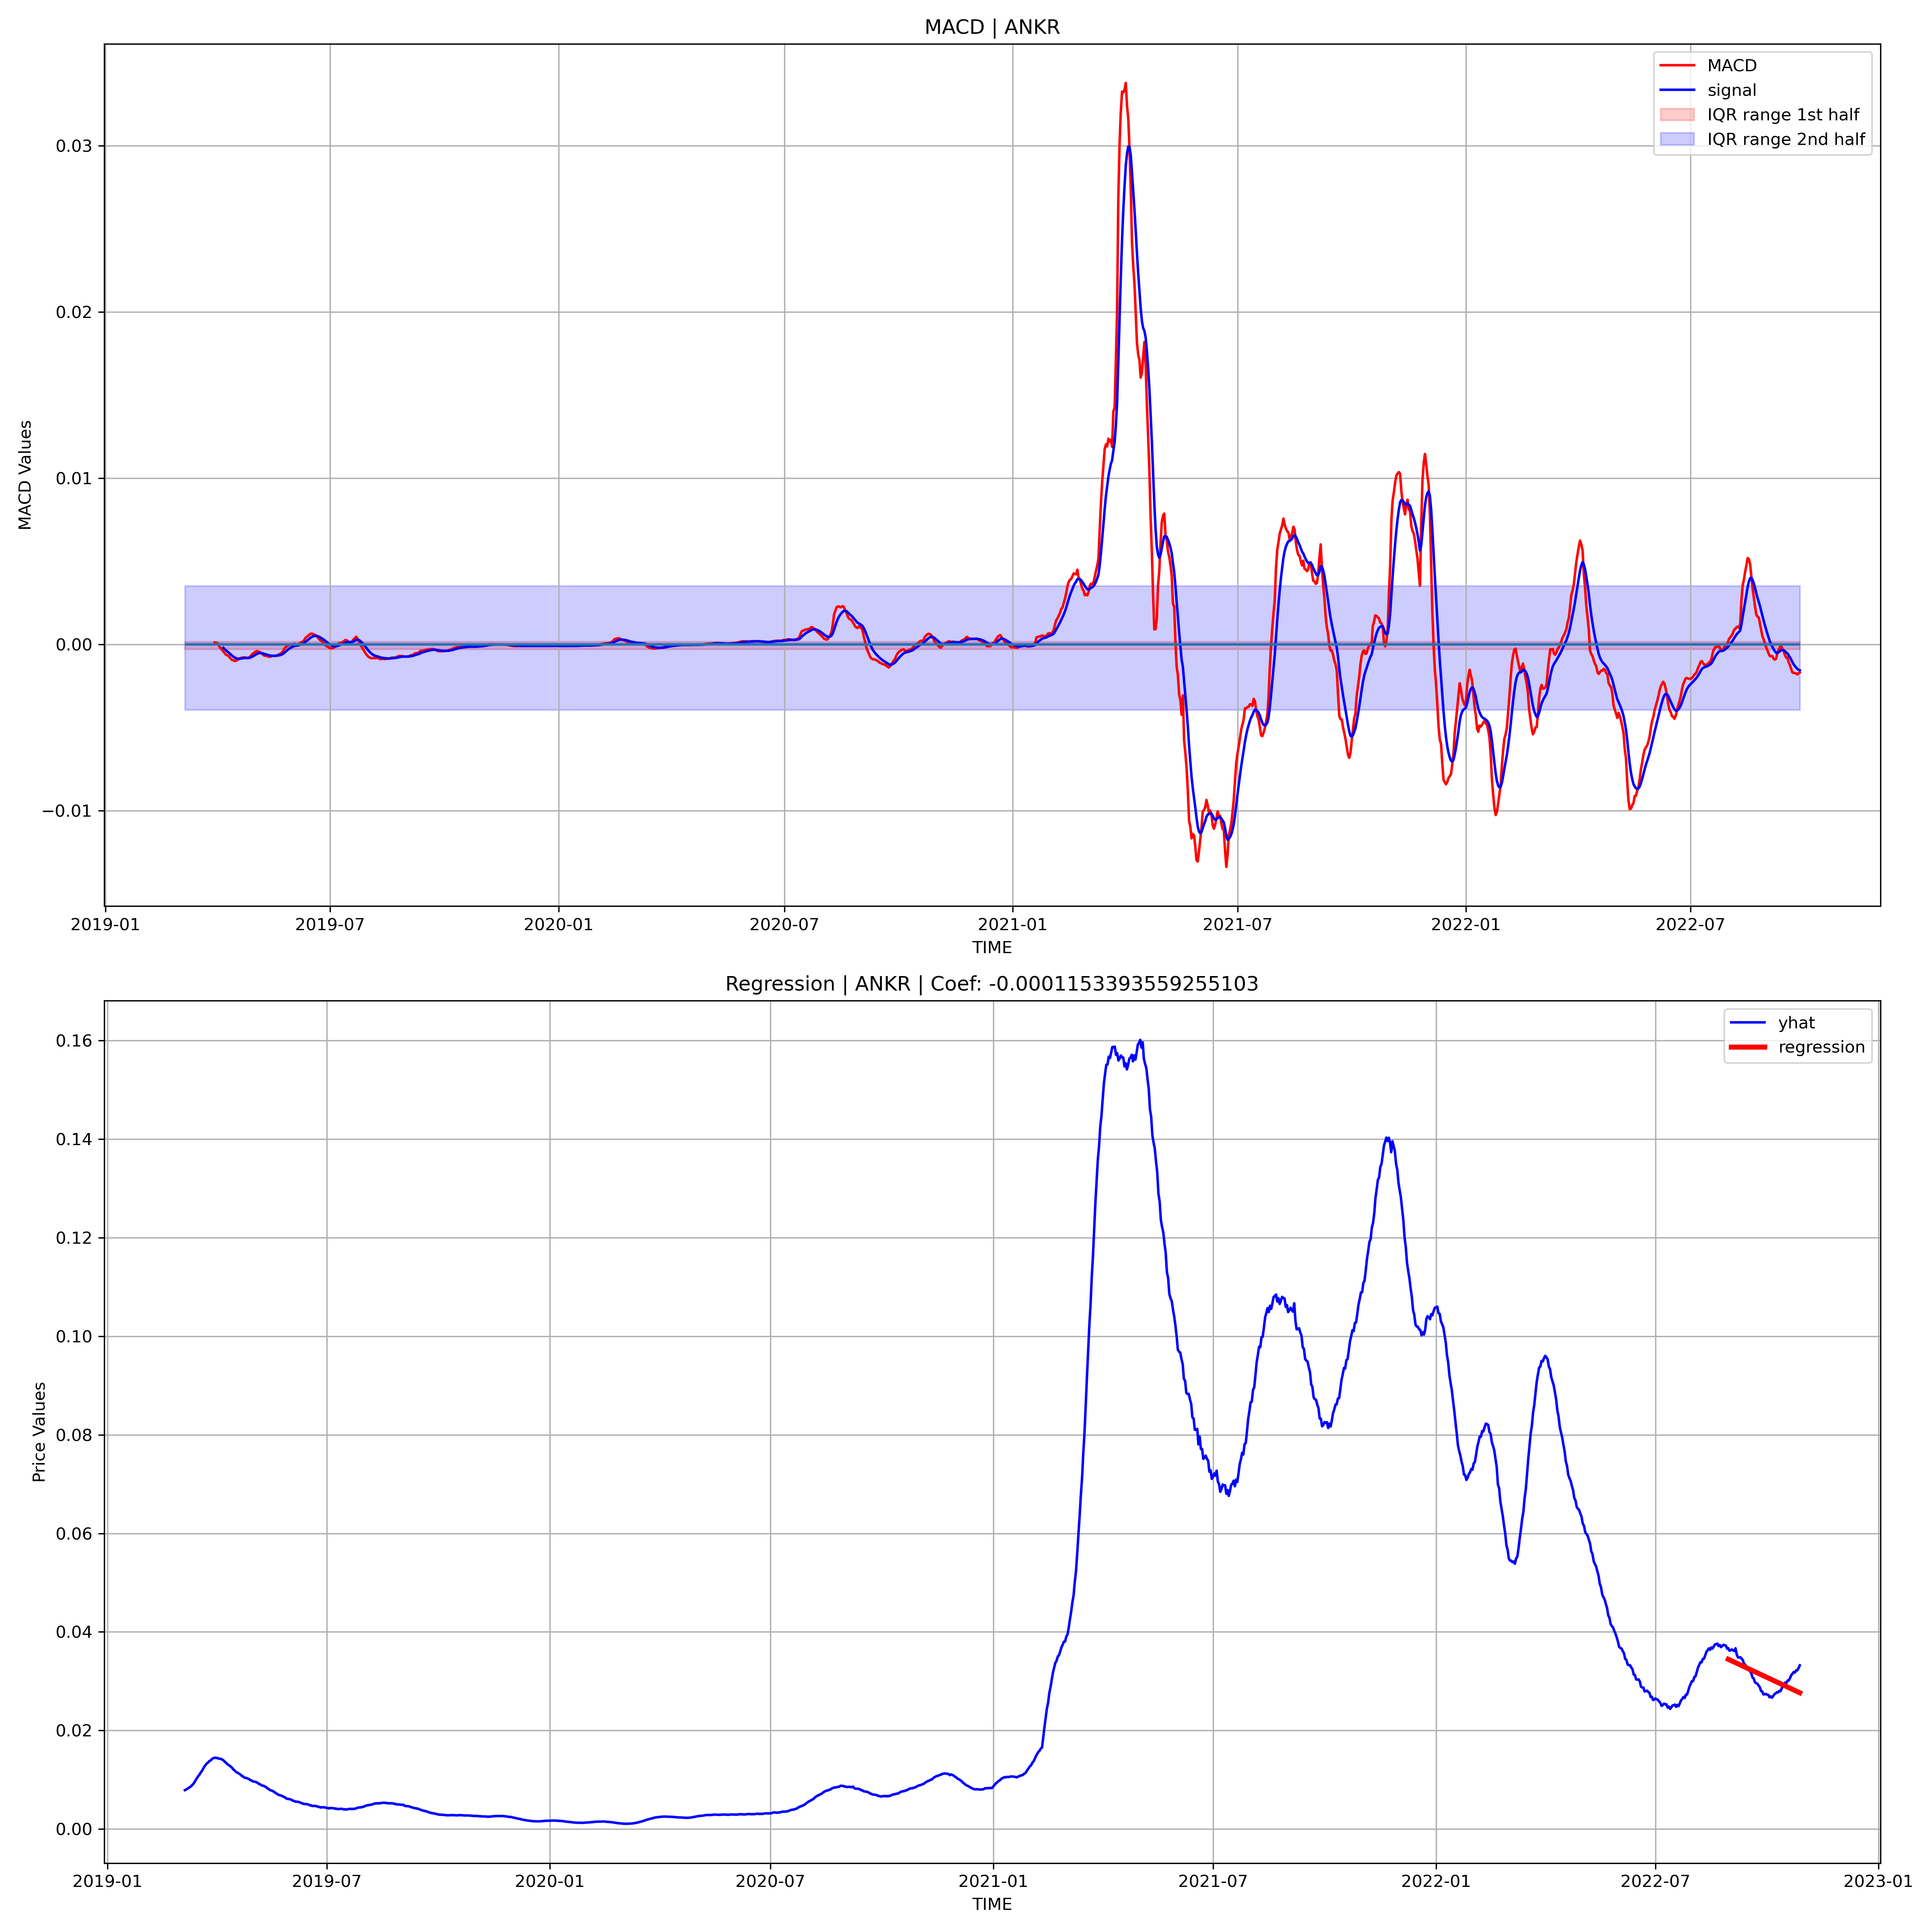 MACD | ANKR
MACD
signal
IQR range 1st half
IQR range 2nd half
0.03
0.02
0.01
0.00
−0.01
MACD Values
2019-01 2019-07 2020-01 2020-07 2021-01 2021-07 2022-01 2022-07
TIME
Regression | ANKR | Coef: -0.0001153393559255103
yhat
regression
0.16
0.14
0.12
0.10
0.08
0.06
0.04
0.02
0.00
Price Values
2019-01 2019-07 2020-01 2020-07 2021-01 2021-07 2022-01 2022-07 2023-01
TIME